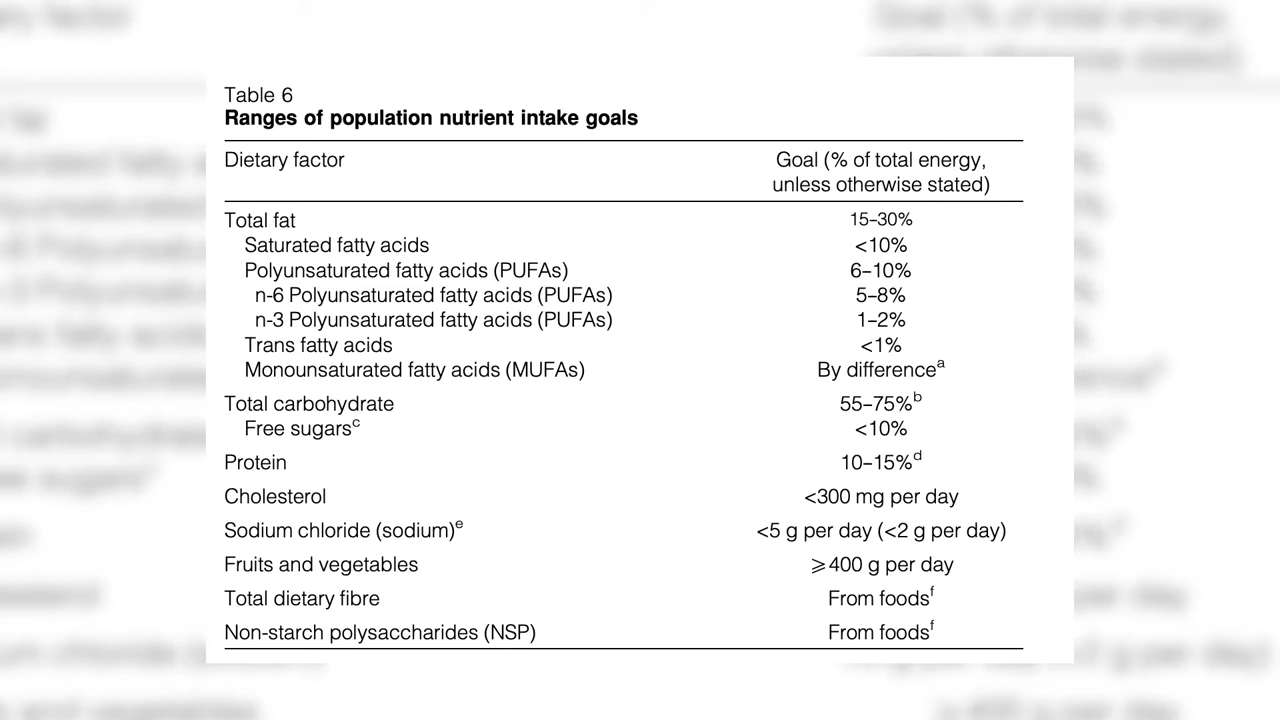 Table 6
Ranges of population nutrient intake goals
Dietary factor Goal (% of total energy,
unless otherwise stated)
Total fat 15–30%
Saturated fatty acids <10%
Polyunsaturated fatty acids (PUFAs) 6–10%
n-6 Polyunsaturated fatty acids (PUFAs) 5–8%
n-3 Polyunsaturated fatty acids (PUFAs) 1–2%
Trans fatty acids <1%
Monounsaturated fatty acids (MUFAs) By difference^a
Total carbohydrate 55–75%^b
Free sugars^c <10%
Protein 10–15%^d
Cholesterol <300 mg per day
Sodium chloride (sodium)^e <5 g per day (<2 g per day)
Fruits and vegetables ⩾400 g per day
Total dietary fibre From foods^f
Non-starch polysaccharides (NSP) From foods^f